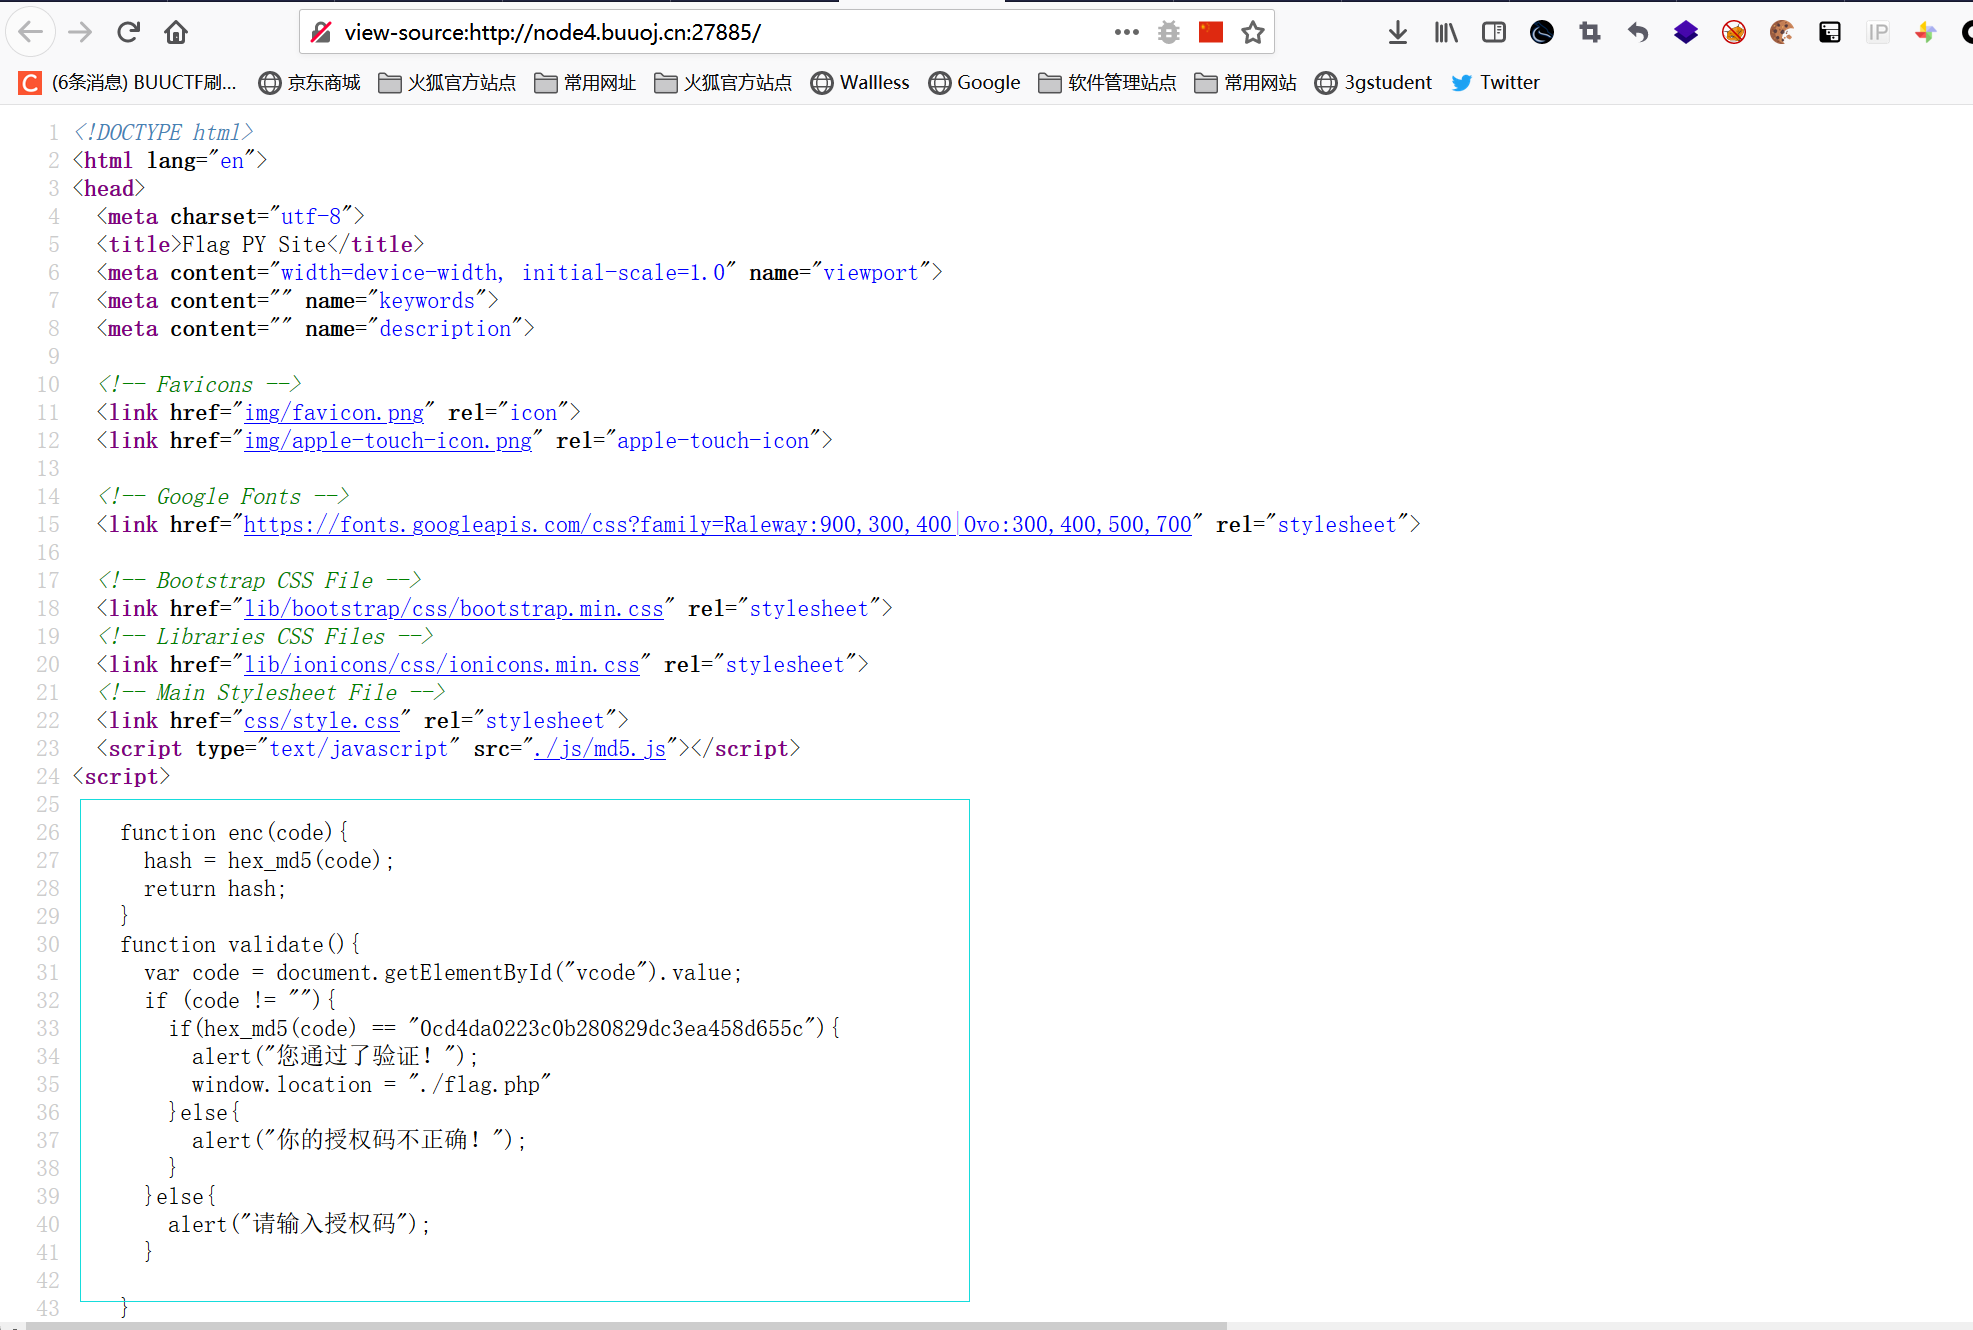 view-source:http://node4.buuoj.cn:27885/
IP
C (6条消息) BUUCTF刷... 京东商城 火狐官方站点 常用网址 火狐官方站点 Wallless Google 软件管理站点 常用网站 3gstudent Twitter
1 <!DOCTYPE html>
2 <html lang="en">
3 <head>
4 <meta charset="utf-8">
5 <title>Flag PY Site</title>
6 <meta content="width=device-width, initial-scale=1.0" name="viewport">
7 <meta content="" name="keywords">
8 <meta content="" name="description">
9
10 <!-- Favicons -->
11 <link href="img/favicon.png" rel="icon">
12 <link href="img/apple-touch-icon.png" rel="apple-touch-icon">
13
14 <!-- Google Fonts -->
15 <link href="https://fonts.googleapis.com/css?family=Raleway:900,300,400|Ovo:300,400,500,700" rel="stylesheet">
16
17 <!-- Bootstrap CSS File -->
18 <link href="lib/bootstrap/css/bootstrap.min.css" rel="stylesheet">
19 <!-- Libraries CSS Files -->
20 <link href="lib/ionicons/css/ionicons.min.css" rel="stylesheet">
21 <!-- Main Stylesheet File -->
22 <link href="css/style.css" rel="stylesheet">
23 <script type="text/javascript" src="./js/md5.js"></script>
24 <script>
25
26 function enc(code){
27 hash = hex_md5(code);
28 return hash;
29 }
30 function validate(){
31 var code = document.getElementById("vcode").value;
32 if (code != ""){
33 if(hex_md5(code) == "0cd4da0223c0b280829dc3ea458d655c"){
34 alert("您通过了验证！");
35 window.location = "./flag.php"
36 }else{
37 alert("你的授权码不正确！");
38 }
39 }else{
40 alert("请输入授权码");
41 }
42
43 }